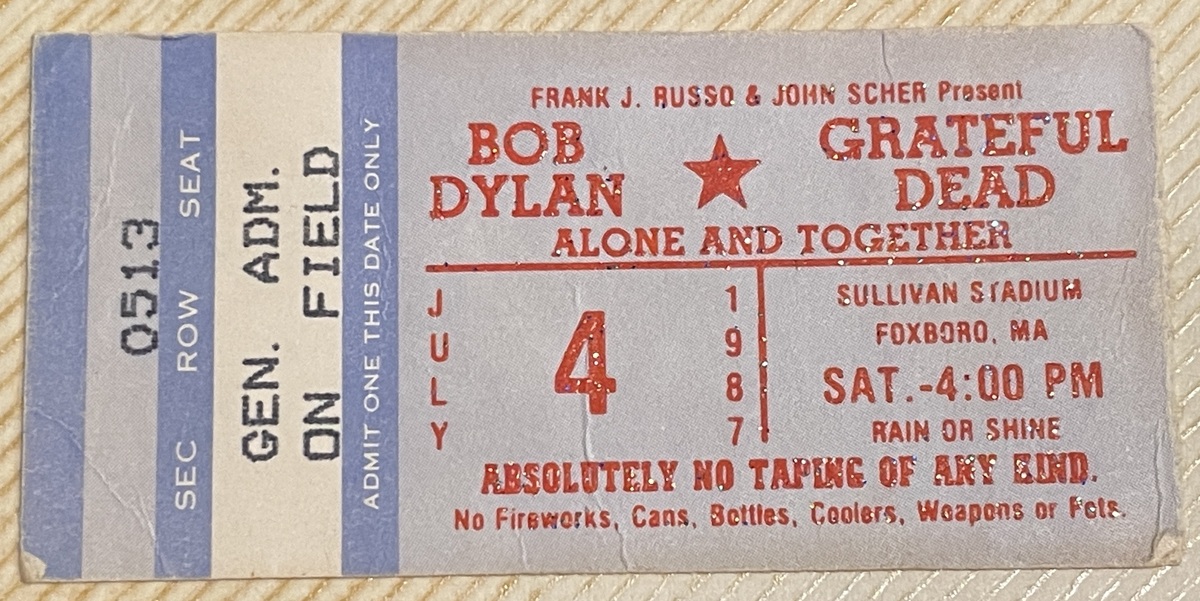 0513
SEC ROW SEAT
GEN. ADM.
ON FIELD
ADMIT ONE THIS DATE ONLY
FRANK J. RUSSO & JOHN SCHER Present
BOB DYLAN
GRATEFUL DEAD
ALONE AND TOGETHER
JULY
4
1987
SULLIVAN STADIUM
FOXBORO, MA
SAT.-4:00 PM
RAIN OR SHINE
ABSOLUTELY NO TAPING OF ANY KIND.
No Fireworks, Cans, Bottles, Coolers, Weapons or Pets.